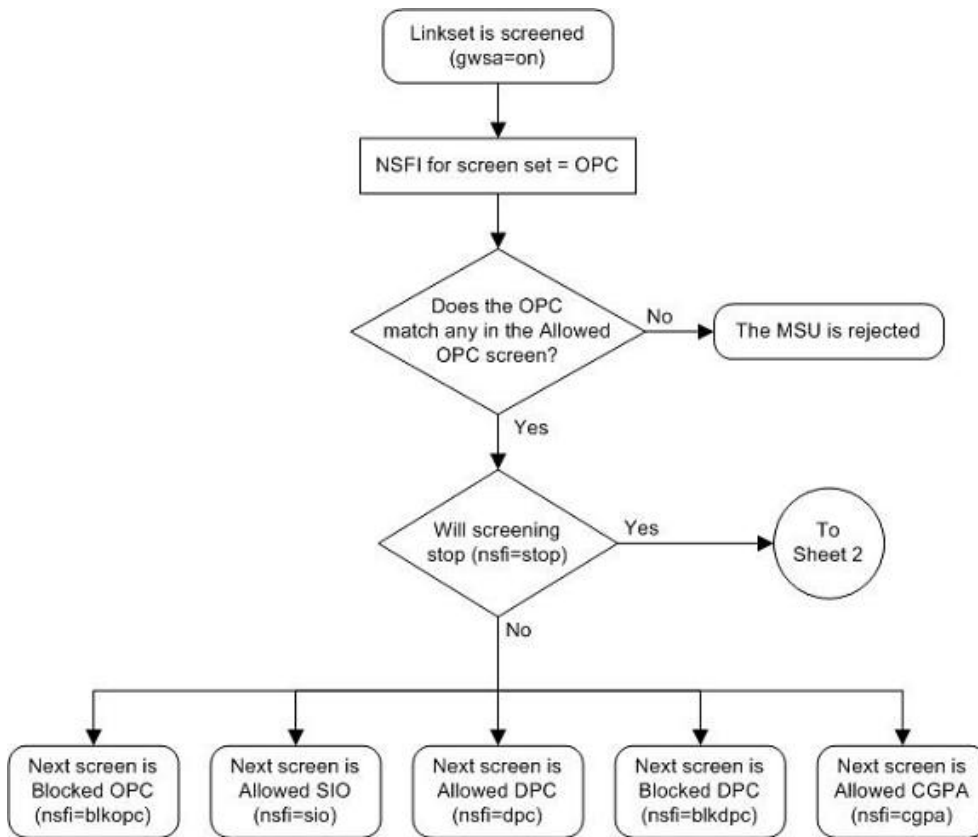 Linkset is screened
(gwsa=on)
NSFI for screen set = OPC
Does the OPC
match any in the Allowed
OPC screen?
No
The MSU is rejected
Yes
Will screening
stop (nsfi=stop)
Yes
To
Sheet 2
No
Next screen is
Blocked OPC
(nsfi=blkopc)
Next screen is
Allowed SIO
(nsfi=sio)
Next screen is
Allowed DPC
(nsfi=dpc)
Next screen is
Blocked DPC
(nsfi=blkdpc)
Next screen is
Allowed CGPA
(nsfi=cgpa)